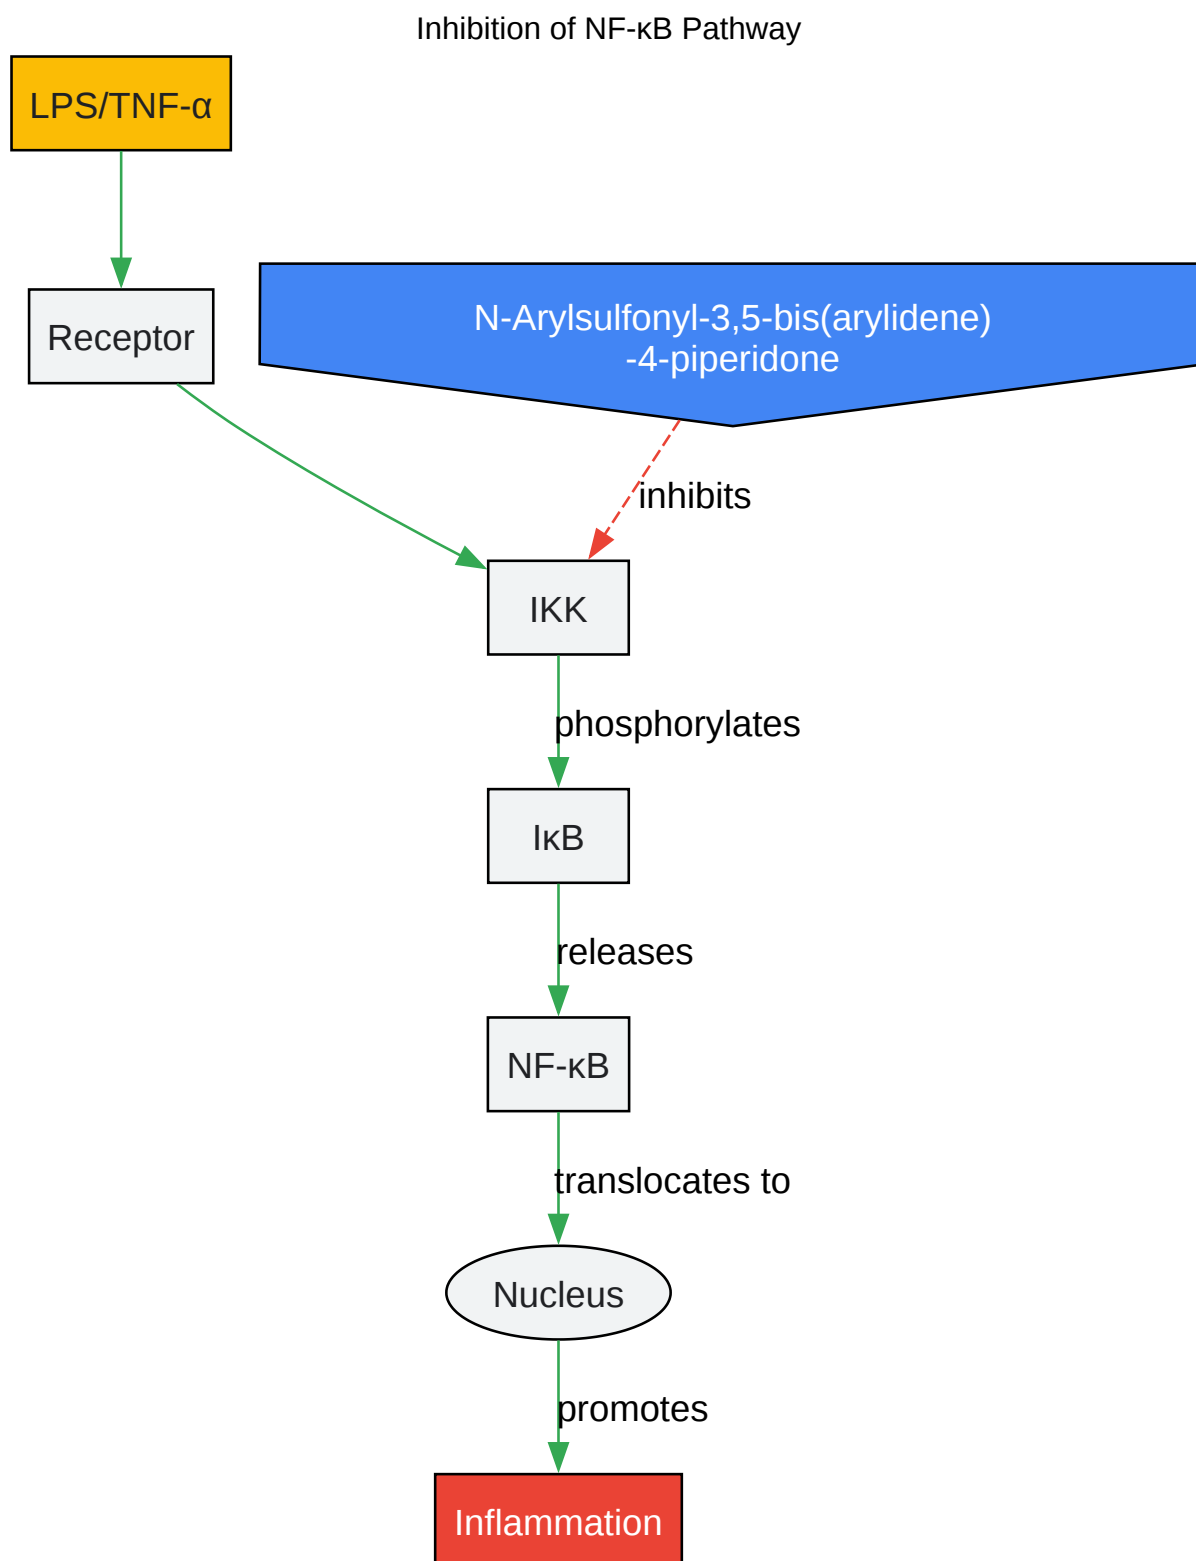 Inhibition of NF-κB Pathway
LPS/TNF-α
Receptor
N-Arylsulfonyl-3,5-bis(arylidene)
-4-piperidone
inhibits
IKK
phosphorylates
IκB
releases
NF-κB
translocates to
Nucleus
promotes
Inflammation